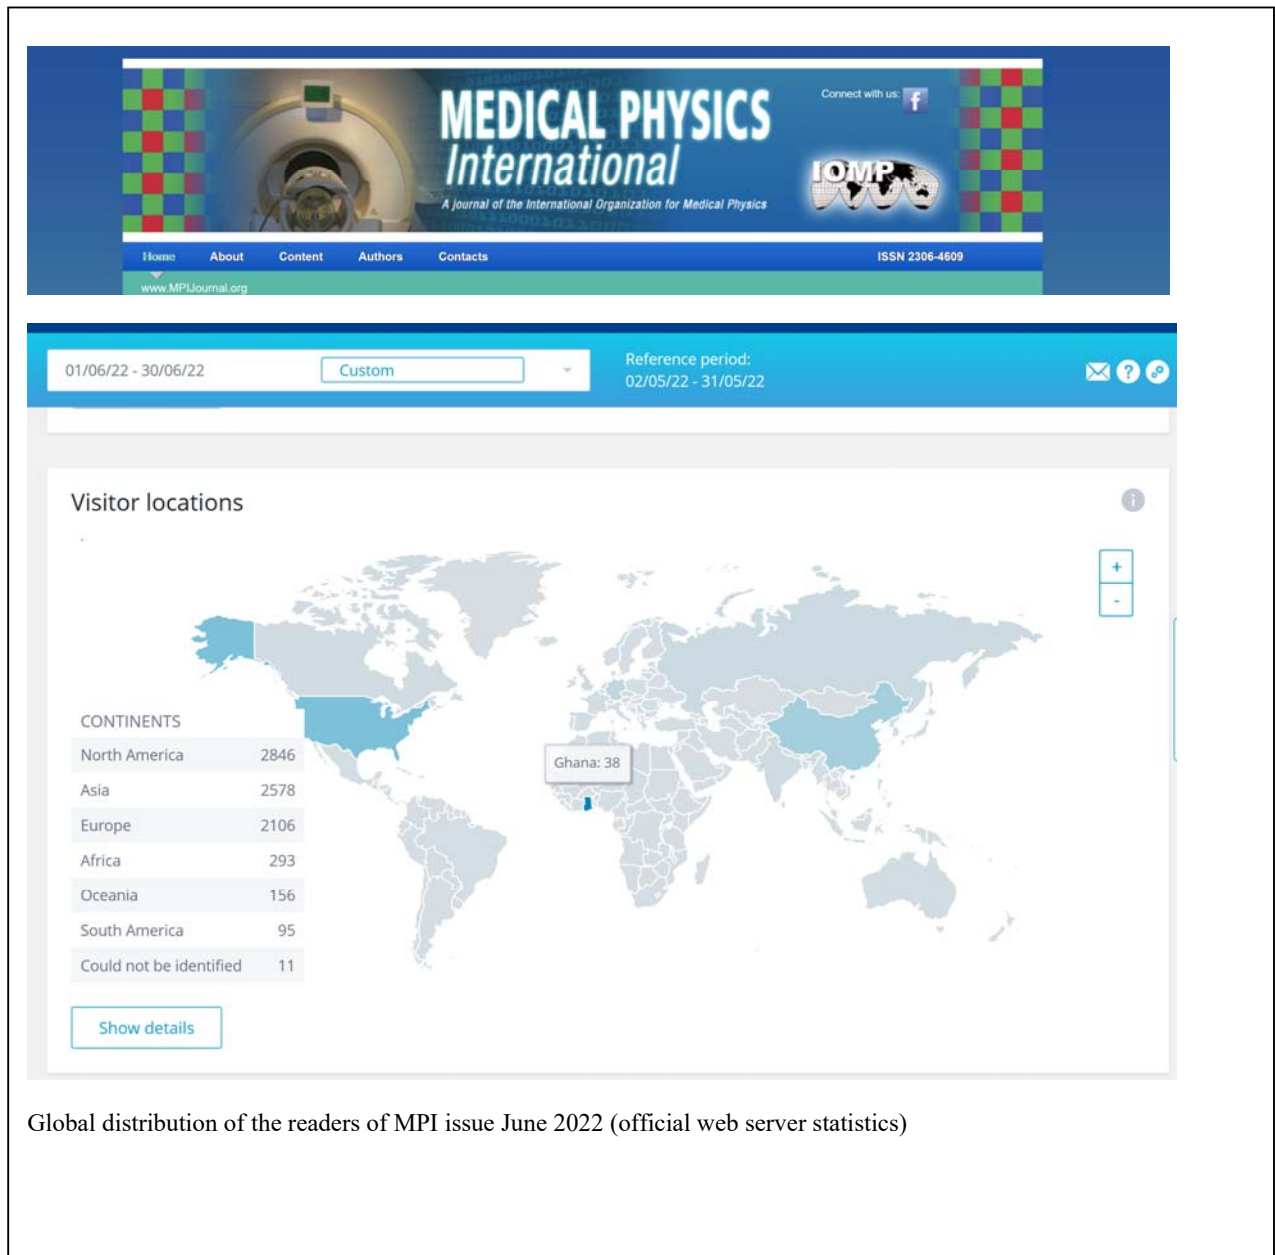 MEDICAL PHYSICS
International
A journal of the International Organization for Medical Physics
Connect with us:
f
IOMP
Home About Content Authors Contacts ISSN 2306-4609
www.MPIJournal.org
01/06/22 - 30/06/22 Custom
Reference period:
02/05/22 - 31/05/22
?
Visitor locations
i
+
-
Ghana: 38
CONTINENTS
North America 2846
Asia 2578
Europe 2106
Africa 293
Oceania 156
South America 95
Could not be identified 11
Show details
Global distribution of the readers of MPI issue June 2022 (official web server statistics)